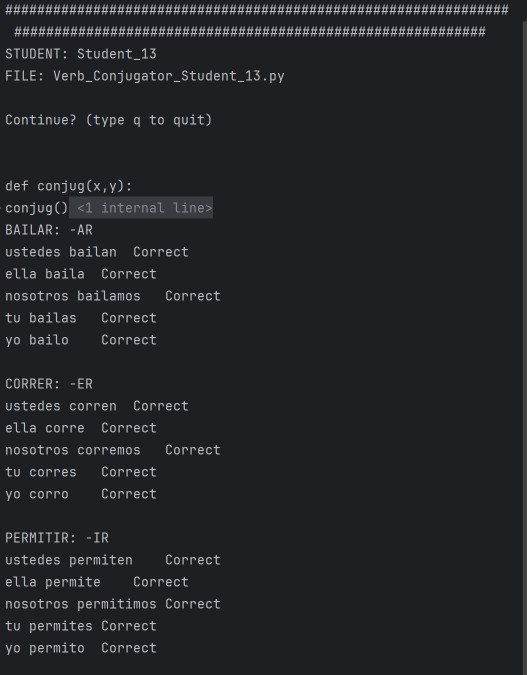 ###############################################################
###########################################################
STUDENT: Student_13
FILE: Verb_Conjugator_Student_13.py
Continue? (type q to quit)
def conjug(x,y):
conjug() <1 internal line>
BAILAR: -AR
ustedes bailan  Correct
ella baila  Correct
nosotros bailamos   Correct
tu bailas   Correct
yo bailo    Correct
CORRER: -ER
ustedes corren  Correct
ella corre  Correct
nosotros corremos   Correct
tu corres   Correct
yo corro    Correct
PERMITIR: -IR
ustedes permiten    Correct
ella permite    Correct
nosotros permitimos Correct
tu permites Correct
yo permito  Correct